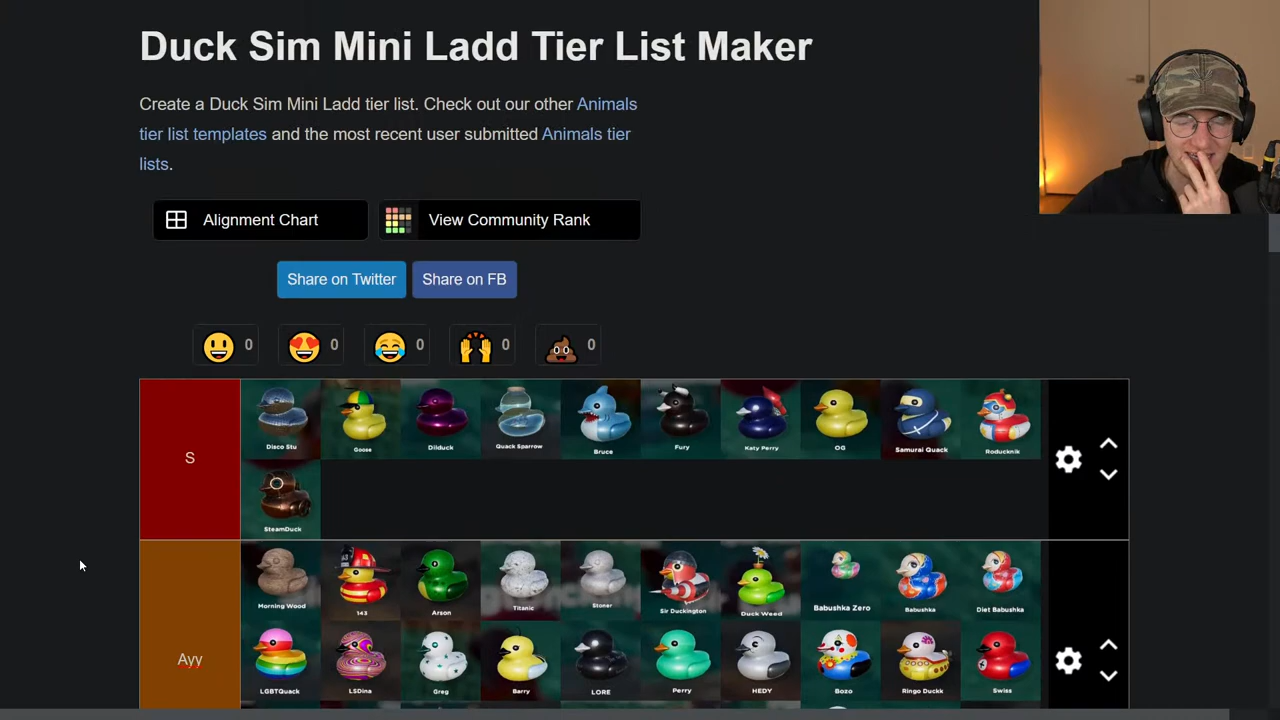 Duck Sim Mini Ladd Tier List Maker
Create a Duck Sim Mini Ladd tier list. Check out our other Animals
tier list templates and the most recent user submitted Animals tier
lists.
Alignment Chart
View Community Rank
Share on Twitter
Share on FB
0 0 0 0 0
S
Disco Stu Goose Dilduck Quack Sparrow Bruce Fury Katy Perry OG Samurai Quack Roducknik
SteamDuck
Ayy
Morning Wood 143 Arson Titanic Stoner Sir Duckington Duck Weed Babushka Zero Babushka Diet Babushka
LGBTQuack LSDina Greg Barry LORE Perry HEDY Bozo Ringo Duckk Swiss